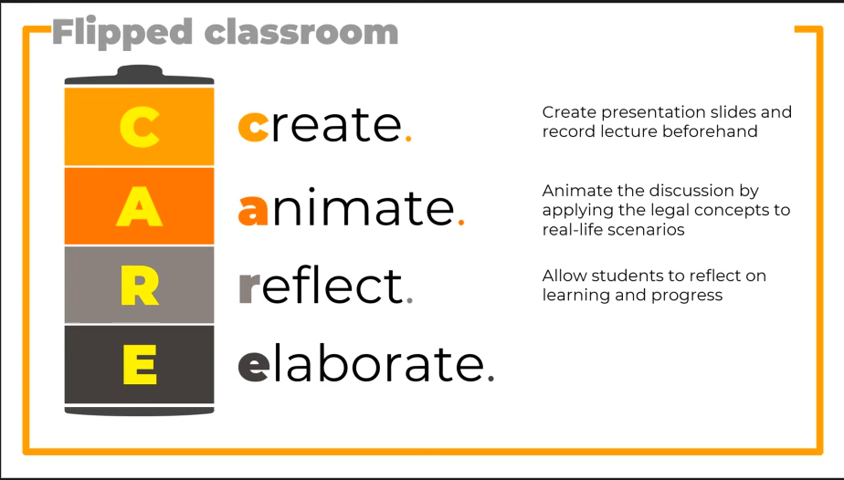 Flipped classroom
C
create.
Create presentation slides and
record lecture beforehand
A
animate.
Animate the discussion by
applying the legal concepts to
real-life scenarios
R
reflect.
Allow students to reflect on
learning and progress
E
elaborate.